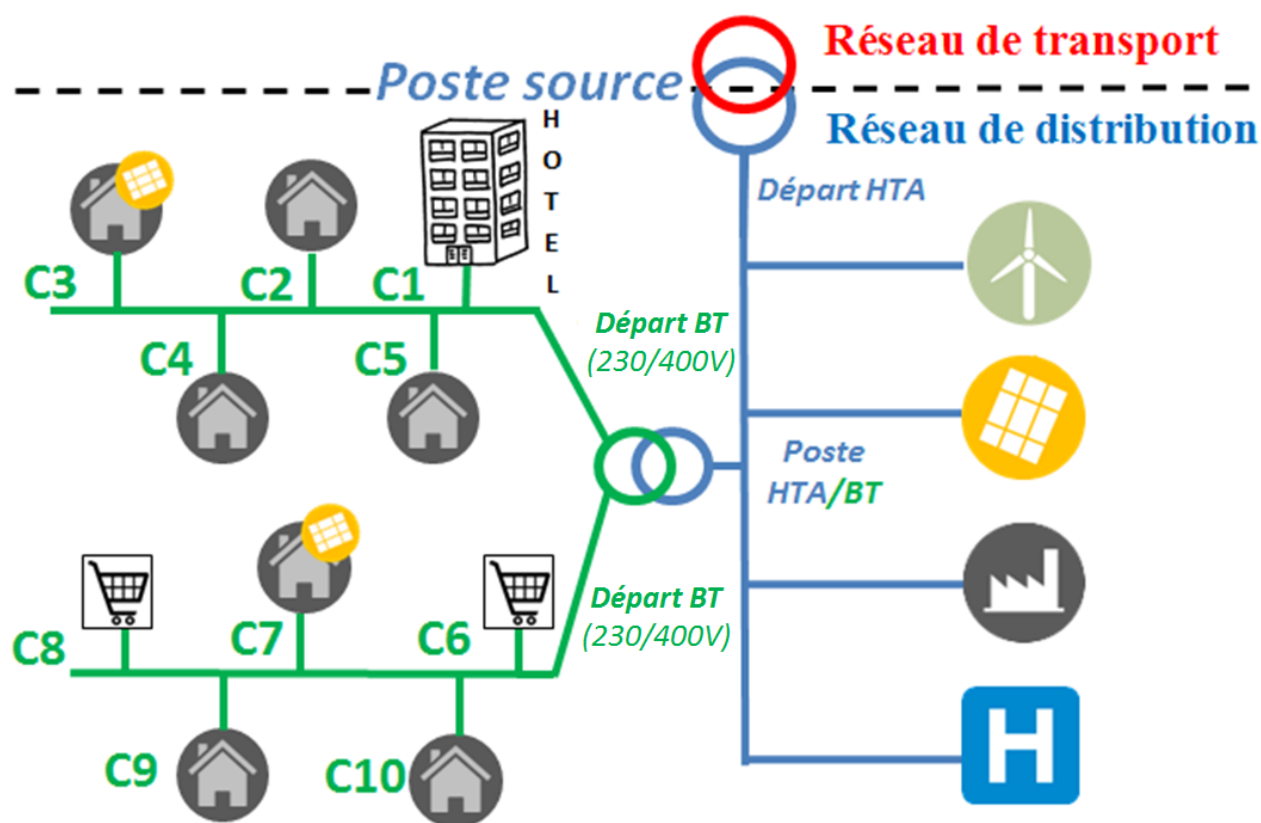 Réseau de transport
Poste source
Réseau de distribution
HOTEL
Départ HTA
C3
C2
C1
C4
C5
Départ BT
(230/400V)
Poste
HTA/BT
Départ BT
(230/400V)
C8
C7
C6
C9
C10
H